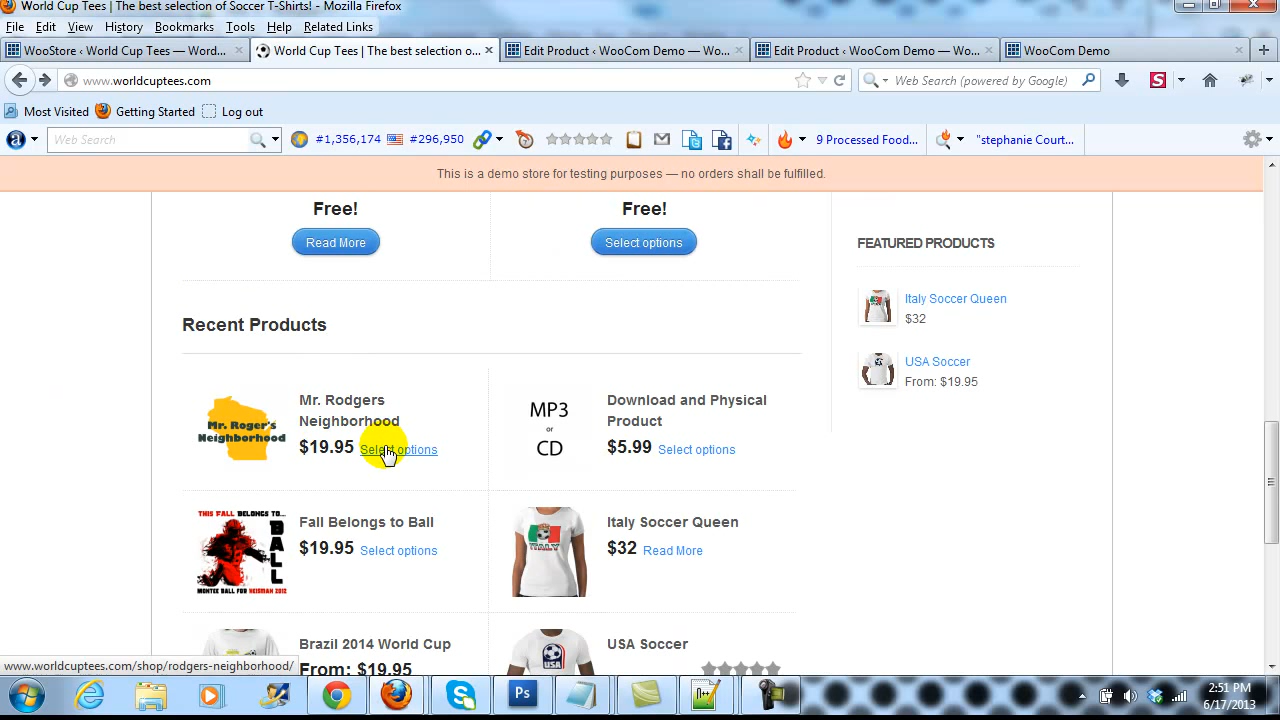 World Cup Tees | The best selection of Soccer T-Shirts! - Mozilla Firefox
File Edit View History Bookmarks Tools Help Related Links
WooStore ‹ World Cup Tees — Word...
World Cup Tees | The best selection o...
Edit Product ‹ WooCom Demo — Wo...
Edit Product ‹ WooCom Demo — Wo...
WooCom Demo
www.worldcuptees.com
Web Search (powered by Google)
Most Visited Getting Started Log out
Web Search
#1,356,174 #296,950
9 Processed Food...
"stephanie Court...
This is a demo store for testing purposes — no orders shall be fulfilled.
Free!
Read More
Free!
Select options
FEATURED PRODUCTS
Italy Soccer Queen
$32
USA Soccer
From: $19.95
Recent Products
Mr. Roger's
Neighborhood
Mr. Rodgers
Neighborhood
$19.95 Select options
MP3
or
CD
Download and Physical
Product
$5.99 Select options
THIS FALL BELONGS TO...
BALL
MONTEE BALL FOR HEISMAN 2012
Fall Belongs to Ball
$19.95 Select options
ITALY
Italy Soccer Queen
$32 Read More
Brazil 2014 World Cup
From: $19.95
USA
USA Soccer
www.worldcuptees.com/shop/rodgers-neighborhood/
Ps
2:51 PM
6/17/2013